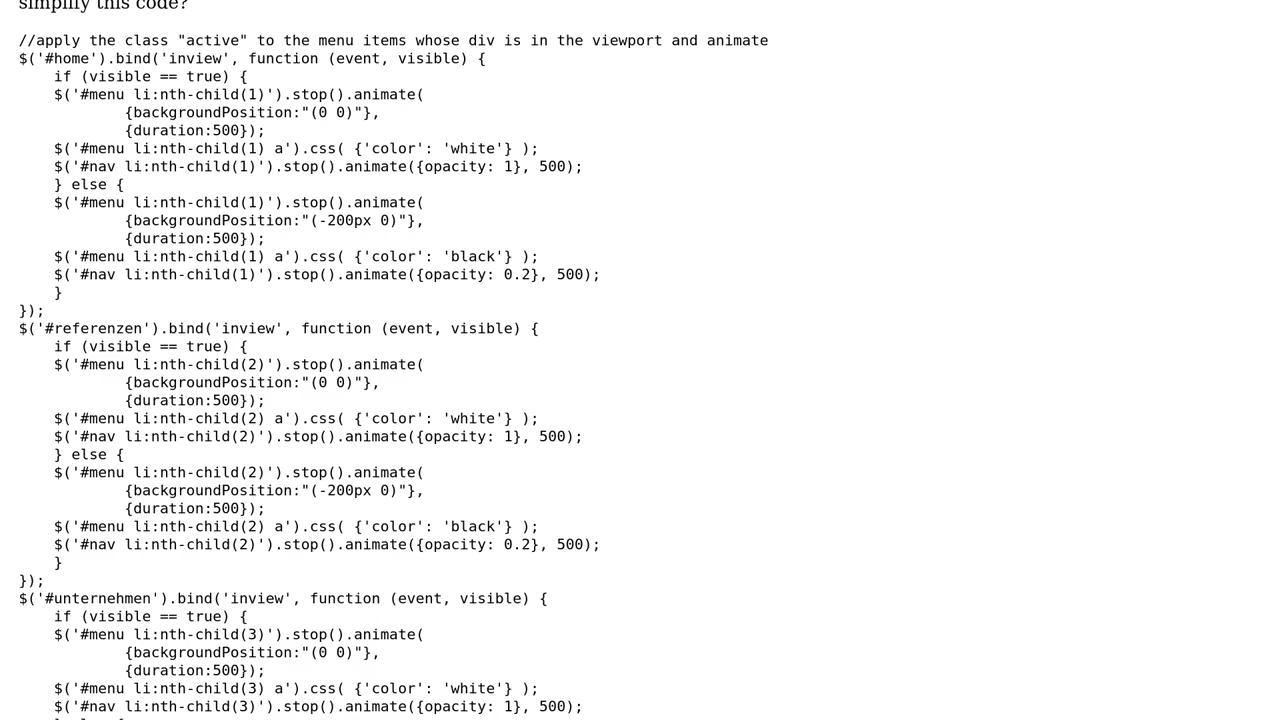 simplify this code?
//apply the class "active" to the menu items whose div is in the viewport and animate
$('#home').bind('inview', function (event, visible) {
    if (visible == true) {
    $('#menu li:nth-child(1)').stop().animate(
            {backgroundPosition:"(0 0)"},
            {duration:500});
    $('#menu li:nth-child(1) a').css( {'color': 'white'} );
    $('#nav li:nth-child(1)').stop().animate({opacity: 1}, 500);
    } else {
    $('#menu li:nth-child(1)').stop().animate(
            {backgroundPosition:"(-200px 0)"},
            {duration:500});
    $('#menu li:nth-child(1) a').css( {'color': 'black'} );
    $('#nav li:nth-child(1)').stop().animate({opacity: 0.2}, 500);
    }
});
$('#referenzen').bind('inview', function (event, visible) {
    if (visible == true) {
    $('#menu li:nth-child(2)').stop().animate(
            {backgroundPosition:"(0 0)"},
            {duration:500});
    $('#menu li:nth-child(2) a').css( {'color': 'white'} );
    $('#nav li:nth-child(2)').stop().animate({opacity: 1}, 500);
    } else {
    $('#menu li:nth-child(2)').stop().animate(
            {backgroundPosition:"(-200px 0)"},
            {duration:500});
    $('#menu li:nth-child(2) a').css( {'color': 'black'} );
    $('#nav li:nth-child(2)').stop().animate({opacity: 0.2}, 500);
    }
});
$('#unternehmen').bind('inview', function (event, visible) {
    if (visible == true) {
    $('#menu li:nth-child(3)').stop().animate(
            {backgroundPosition:"(0 0)"},
            {duration:500});
    $('#menu li:nth-child(3) a').css( {'color': 'white'} );
    $('#nav li:nth-child(3)').stop().animate({opacity: 1}, 500);